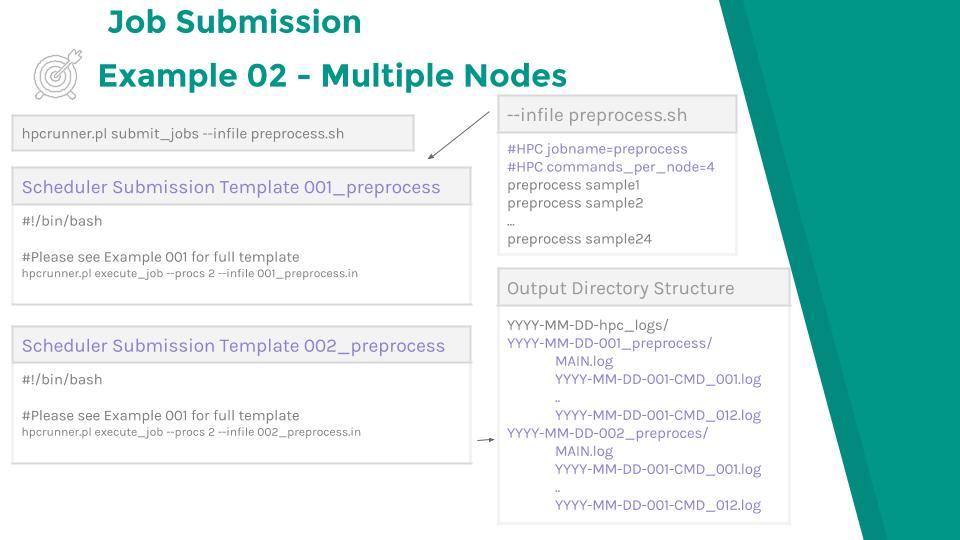 Job Submission
Example 02 - Multiple Nodes
hpcrunner.pl submit_jobs --infile preprocess.sh
Scheduler Submission Template 001_preprocess
#!/bin/bash
#Please see Example 001 for full template
hpcrunner.pl execute_job --procs 2 --infile 001_preprocess.in
Scheduler Submission Template 002_preprocess
#!/bin/bash
#Please see Example 001 for full template
hpcrunner.pl execute_job --procs 2 --infile 002_preprocess.in
--infile preprocess.sh
#HPC jobname=preprocess
#HPC commands_per_node=4
preprocess sample1
preprocess sample2
...
preprocess sample24
Output Directory Structure
YYYY-MM-DD-hpc_logs/
YYYY-MM-DD-001_preprocess/
MAIN.log
YYYY-MM-DD-001-CMD_001.log
..
YYYY-MM-DD-001-CMD_012.log
YYYY-MM-DD-002_preproces/
MAIN.log
YYYY-MM-DD-001-CMD_001.log
..
YYYY-MM-DD-001-CMD_012.log